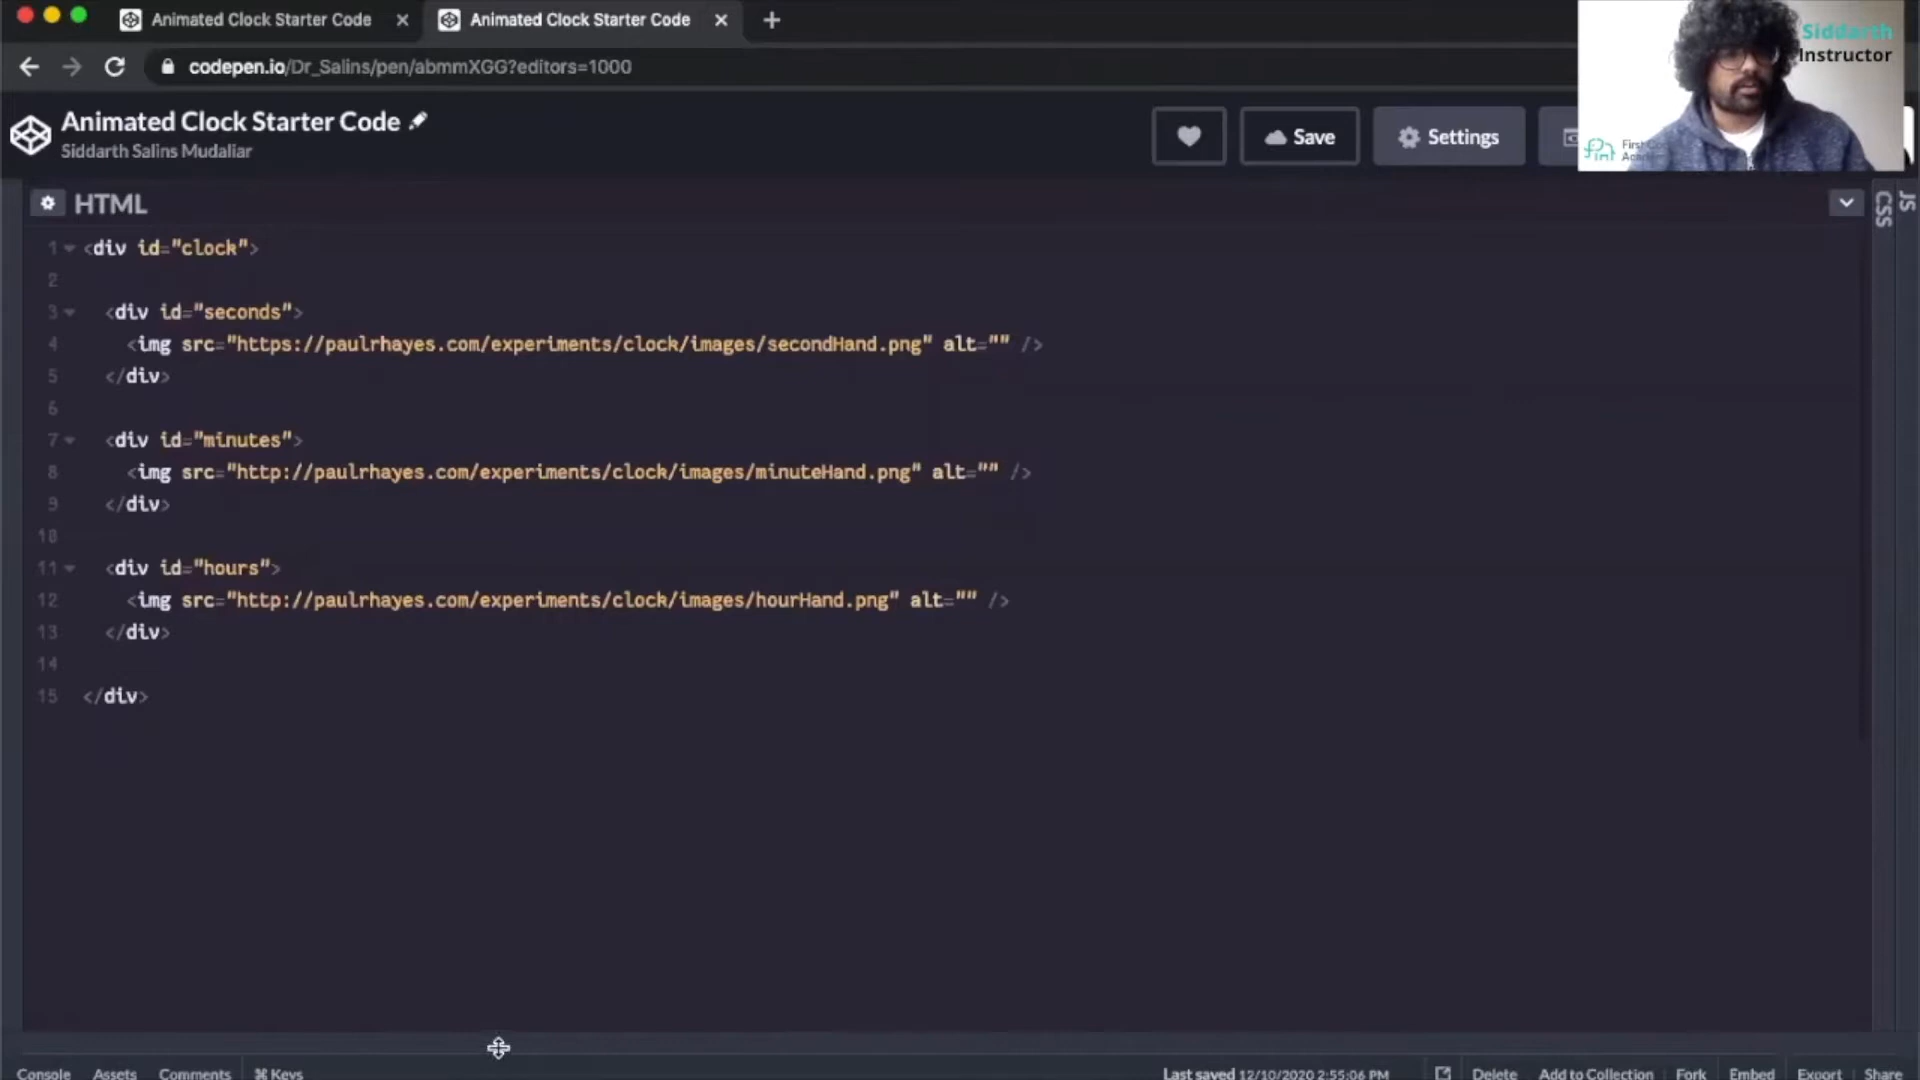 Animated Clock Starter Code
Animated Clock Starter Code
codepen.io/Dr_Salins/pen/abmmXGG?editors=1000
Siddarth
Instructor
Animated Clock Starter Code
Siddarth Salins Mudaliar
Save
Settings
HTML
CSS
JS
1 <div id="clock">
2
3 <div id="seconds">
4 <img src="https://paulrhayes.com/experiments/clock/images/secondHand.png" alt="" />
5 </div>
6
7 <div id="minutes">
8 <img src="http://paulrhayes.com/experiments/clock/images/minuteHand.png" alt="" />
9 </div>
10
11 <div id="hours">
12 <img src="http://paulrhayes.com/experiments/clock/images/hourHand.png" alt="" />
13 </div>
14
15 </div>
Console Assets Comments ⌘ Keys
Last saved 12/10/2020 2:55:06 PM
Delete Add to Collection Fork Embed Export Share